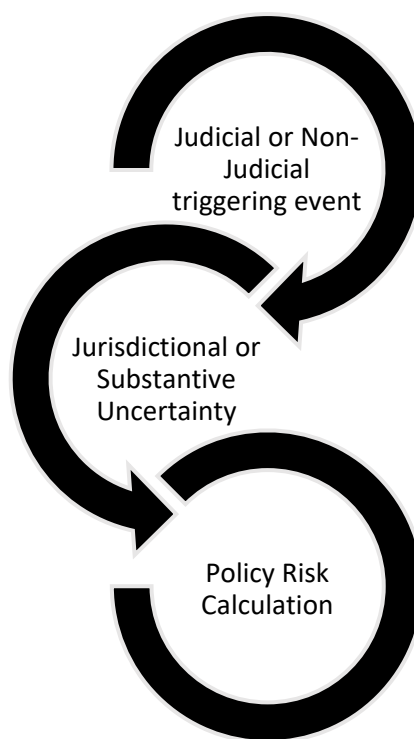 Judicial or Non-
Judicial
triggering event
Jurisdictional or
Substantive
Uncertainty
Policy Risk
Calculation